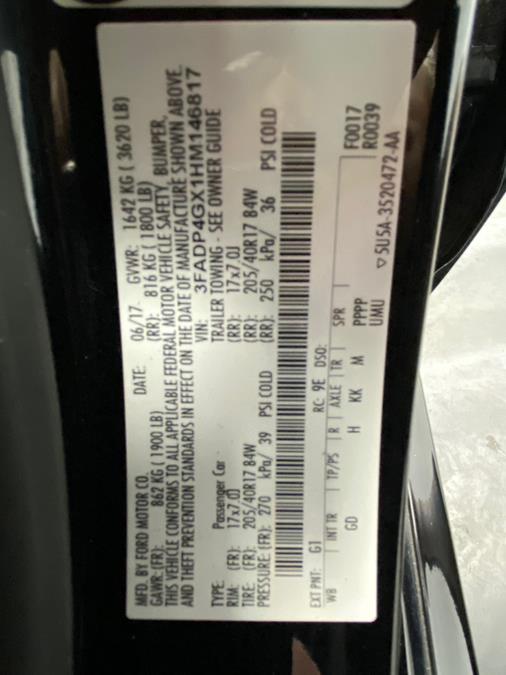 MFD. BY FORD MOTOR CO.
DATE: 06/17 GVWR: 1642 KG ( 3620 LB)
GAWR:(FR): 862 KG ( 1900 LB) (RR): 816 KG ( 1800 LB)
THIS VEHICLE CONFORMS TO ALL APPLICABLE FEDERAL MOTOR VEHICLE SAFETY, BUMPER,
AND THEFT PREVENTION STANDARDS IN EFFECT ON THE DATE OF MANUFACTURE SHOWN ABOVE.
VIN: 3FADP4GX1HM146817
TYPE: Passenger Car TRAILER TOWING - SEE OWNER GUIDE
RIM: (FR): 17x7.0J (RR): 17x7.0J
TIRE: (FR): 205/40R17 84W (RR): 205/40R17 84W
PRESSURE:(FR): 270 kPa/ 39 PSI COLD (RR): 250 kPa/ 36 PSI COLD
EXT PNT: G1 RC: 9E DSO: F0017
WB INT TR TP/PS R AXLE TR SPR R0039
GD H KK M PPPP
UMU ▽5U5A-3520472-AA